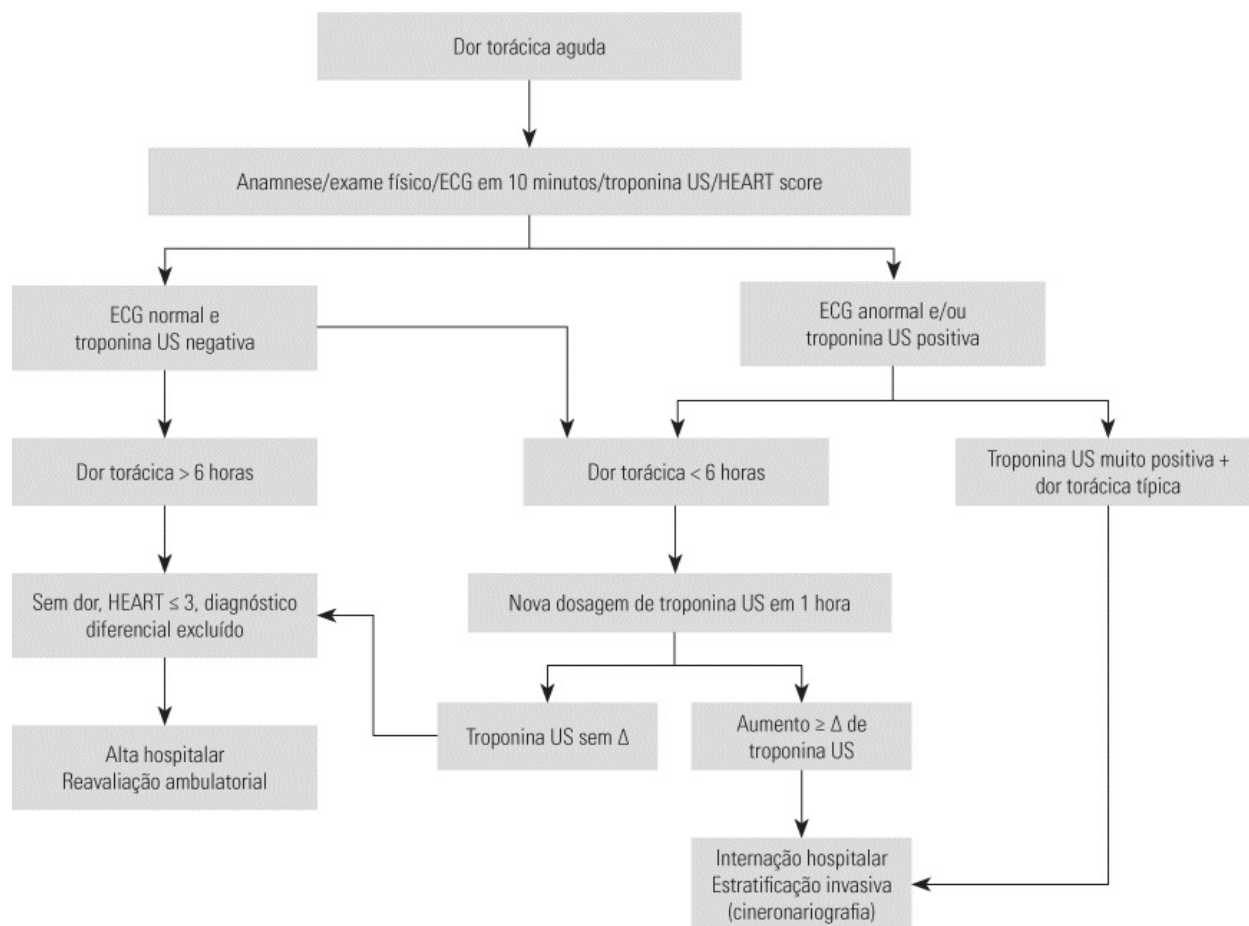 Dor torácica aguda
Anamnese/exame físico/ECG em 10 minutos/troponina US/HEART score
ECG normal e
troponina US negativa
ECG anormal e/ou
troponina US positiva
Dor torácica > 6 horas
Dor torácica < 6 horas
Troponina US muito positiva +
dor torácica típica
Sem dor, HEART ≤ 3, diagnóstico
diferencial excluído
Nova dosagem de troponina US em 1 hora
Alta hospitalar
Reavaliação ambulatorial
Troponina US sem Δ
Aumento ≥ Δ de
troponina US
Internação hospitalar
Estratificação invasiva
(cineronariografia)